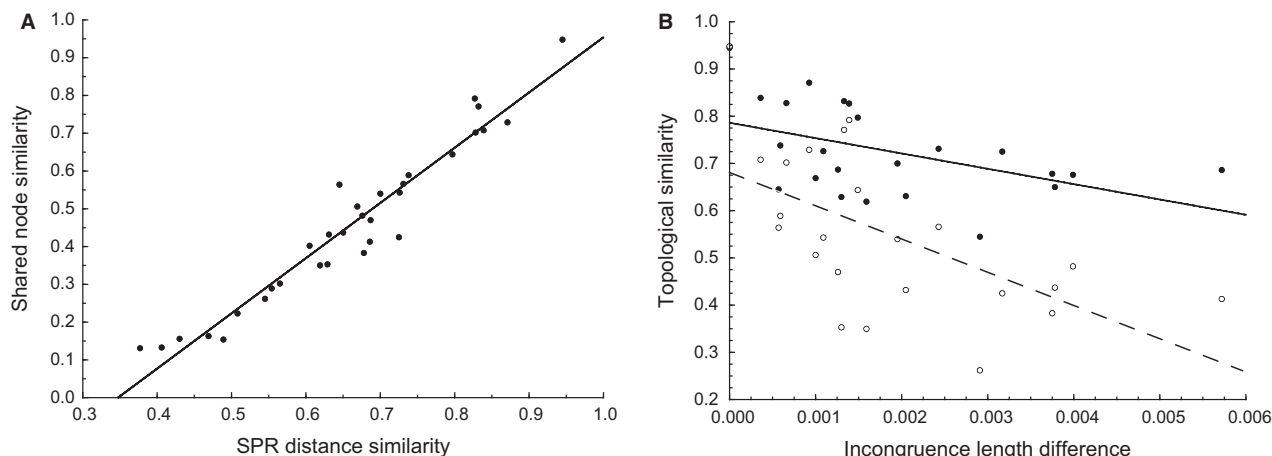 A
1.0
0.9
0.8
0.7
0.6
0.5
0.4
0.3
0.2
0.1
0.0
0.3 0.4 0.5 0.6 0.7 0.8 0.9 1.0
Shared node similarity
SPR distance similarity
B
1.0
0.9
0.8
0.7
0.6
0.5
0.4
0.3
0.2
0.000 0.001 0.002 0.003 0.004 0.005 0.006
Topological similarity
Incongruence length difference